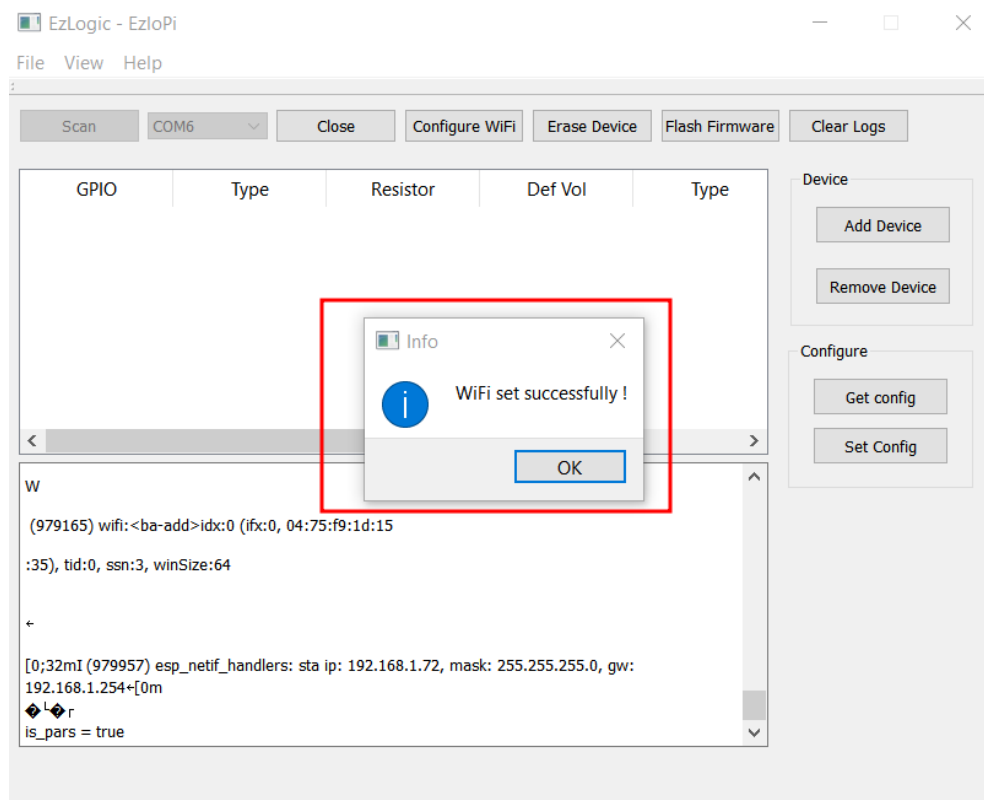 EzLogic - EzloPi
File View Help
Scan COM6 Close Configure WiFi Erase Device Flash Firmware Clear Logs
GPIO Type Resistor Def Vol Type
Device
Add Device
Remove Device
Info
WiFi set successfully !
OK
Configure
Get config
Set Config
W
(979165) wifi:<ba-add>idx:0 (ifx:0, 04:75:f9:1d:15
:35), tid:0, ssn:3, winSize:64
←
[0;32mI (979957) esp_netif_handlers: sta ip: 192.168.1.72, mask: 255.255.255.0, gw:
192.168.1.254←[0m
�└�┌
is_pars = true